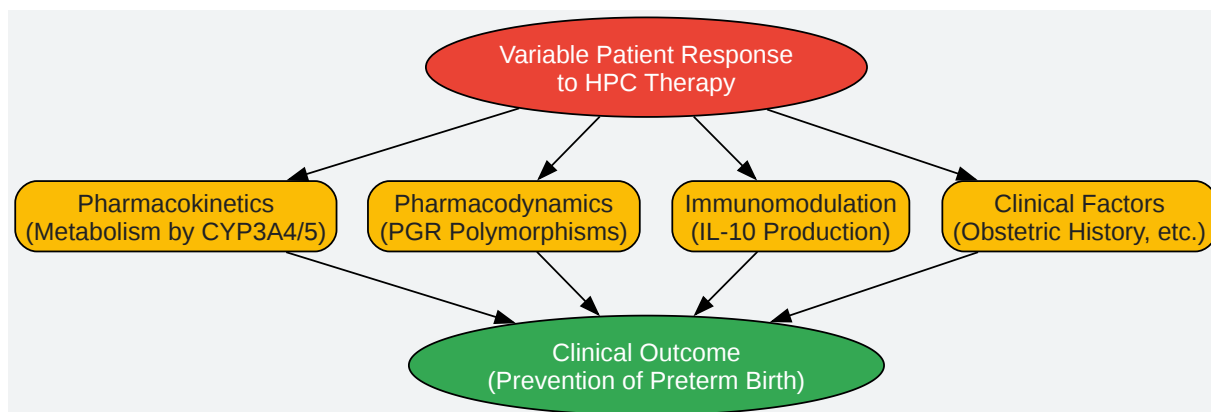 Variable Patient Response
to HPC Therapy
Pharmacokinetics
(Metabolism by CYP3A4/5)
Pharmacodynamics
(PGR Polymorphisms)
Immunomodulation
(IL-10 Production)
Clinical Factors
(Obstetric History, etc.)
Clinical Outcome
(Prevention of Preterm Birth)